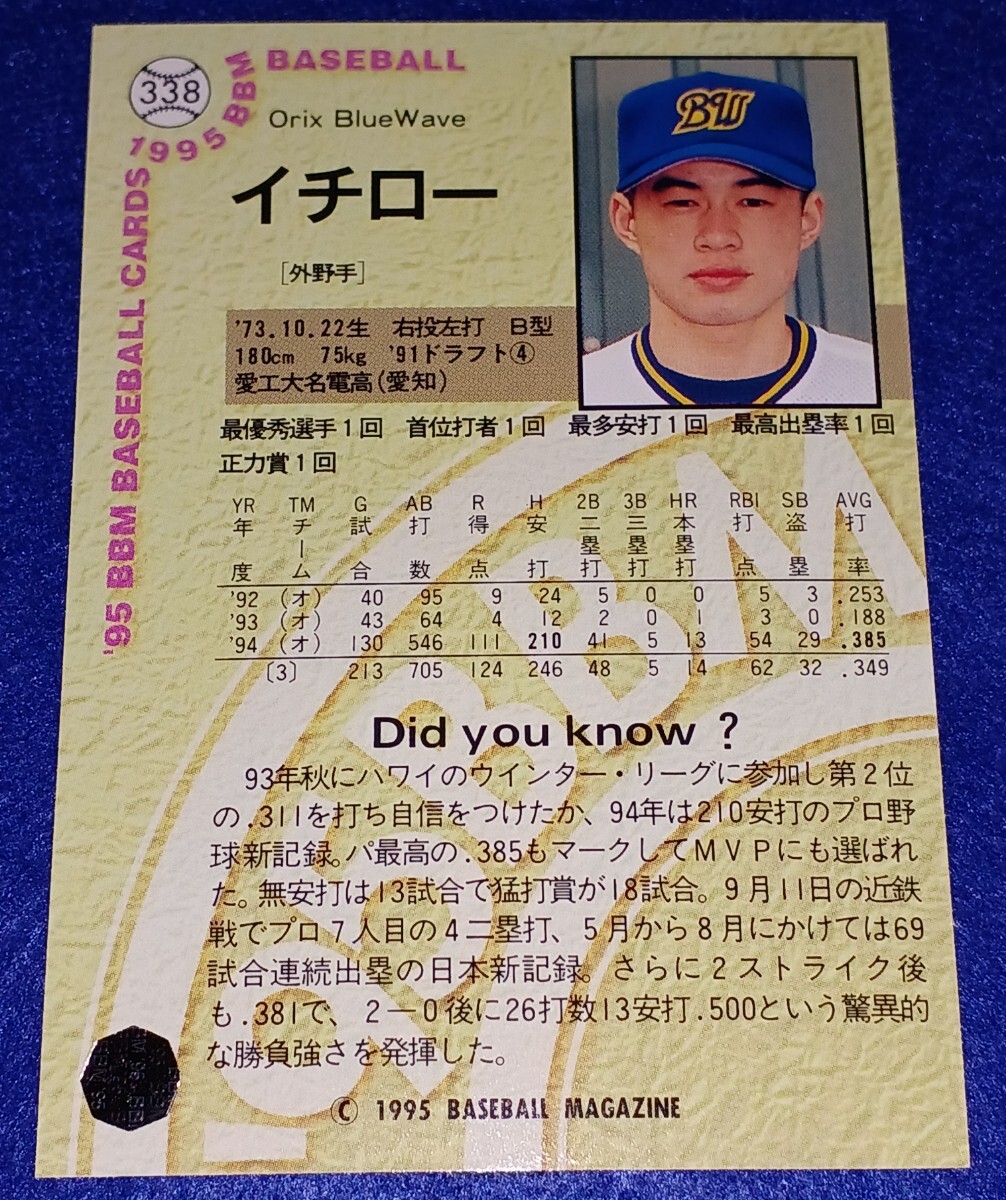 338
1995 BBM BASEBALL
'95 BBM BASEBALL CARDS
Orix BlueWave
BW
イチロー
[外野手]
'73.10.22生 右投左打 B型
180cm 75kg '91ドラフト④
愛工大名電高(愛知)
最優秀選手1回 首位打者1回 最多安打1回 最高出塁率1回
正力賞1回
YR TM G AB R H 2B 3B HR RBI SB AVG
年度 チーム 試合 打数 得点 安打 二塁打 三塁打 本塁打 打点 盗塁 打率
'92 (オ) 40 95 9 24 5 0 0 5 3 .253
'93 (オ) 43 64 4 12 2 0 1 3 0 .188
'94 (オ) 130 546 111 210 41 5 13 54 29 .385
[3] 213 705 124 246 48 5 14 62 32 .349
Did you know ?
93年秋にハワイのウインター・リーグに参加し第2位
の.311を打ち自信をつけたか、94年は210安打のプロ野
球新記録。パ最高の.385もマークしてMVPにも選ばれ
た。無安打は13試合で猛打賞が18試合。9月11日の近鉄
戦でプロ7人目の4二塁打、5月から8月にかけては69
試合連続出塁の日本新記録。さらに2ストライク後
も.381で、2-0後に26打数13安打.500という驚異的
な勝負強さを発揮した。
© 1995 BASEBALL MAGAZINE
BBM